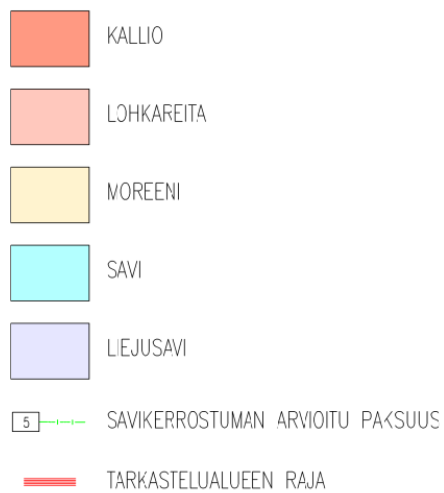 KALLIO
LOHKAREITA
MOREENI
SAVI
LIEJUSAVI
5 SAVIKERROSTUMAN ARVIOITU PAKSUUS
TARKASTELUALUEEN RAJA